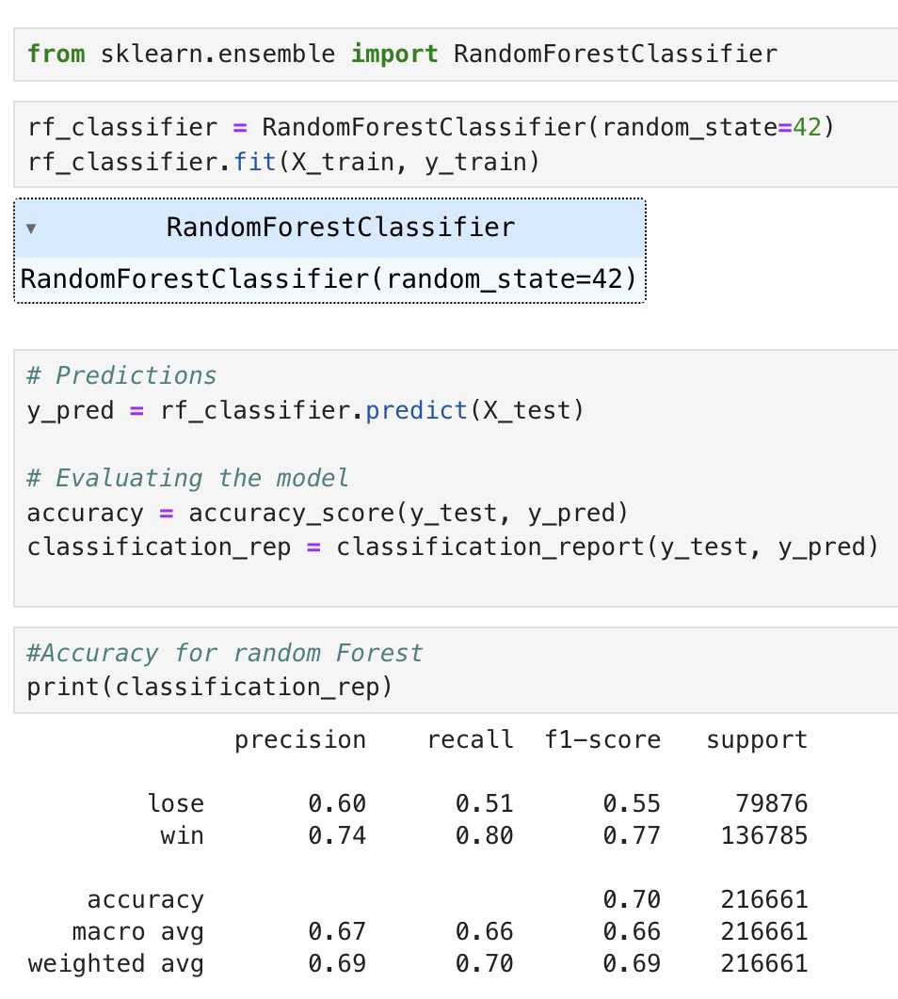 from sklearn.ensemble import RandomForestClassifier
rf_classifier = RandomForestClassifier(random_state=42)
rf_classifier.fit(X_train, y_train)
▼ RandomForestClassifier
RandomForestClassifier(random_state=42)
# Predictions
y_pred = rf_classifier.predict(X_test)
# Evaluating the model
accuracy = accuracy_score(y_test, y_pred)
classification_rep = classification_report(y_test, y_pred)
#Accuracy for random Forest
print(classification_rep)
precision recall f1-score support
lose 0.60 0.51 0.55 79876
win 0.74 0.80 0.77 136785
accuracy 0.70 216661
macro avg 0.67 0.66 0.66 216661
weighted avg 0.69 0.70 0.69 216661